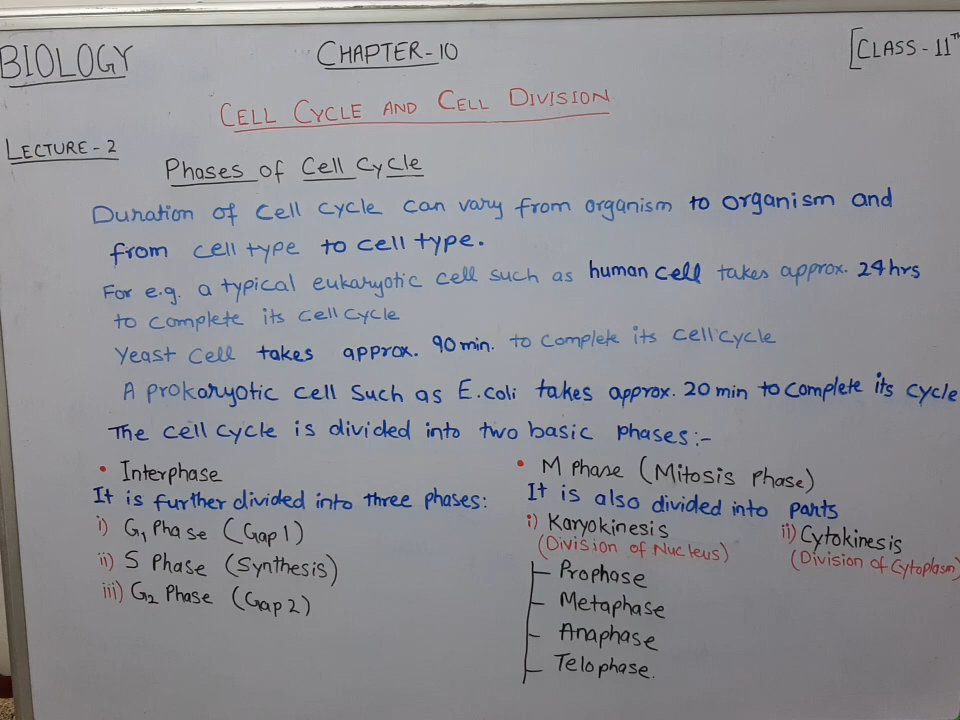 BIOLOGY
CHAPTER-10
[CLASS-11TH
CELL CYCLE AND CELL DIVISION
LECTURE-2
Phases of Cell Cycle
Duration of cell cycle can vary from organism to organism and
from cell type to cell type.
For e.g. a typical eukaryotic cell such as human cell takes approx. 24hrs
to complete its cell cycle
Yeast cell takes approx. 90min. to complete its cell cycle
A prokaryotic cell such as E.coli takes approx. 20 min to complete its cycle
The cell cycle is divided into two basic phases:-
• Interphase
It is further divided into three phases:
i) G1 Phase (Gap 1)
ii) S Phase (Synthesis)
iii) G2 Phase (Gap 2)
• M Phase (Mitosis Phase)
It is also divided into parts
i) Karyokinesis
(Division of Nucleus)
Prophase
Metaphase
Anaphase
Telophase.
ii) Cytokinesis
(Division of Cytoplasm)